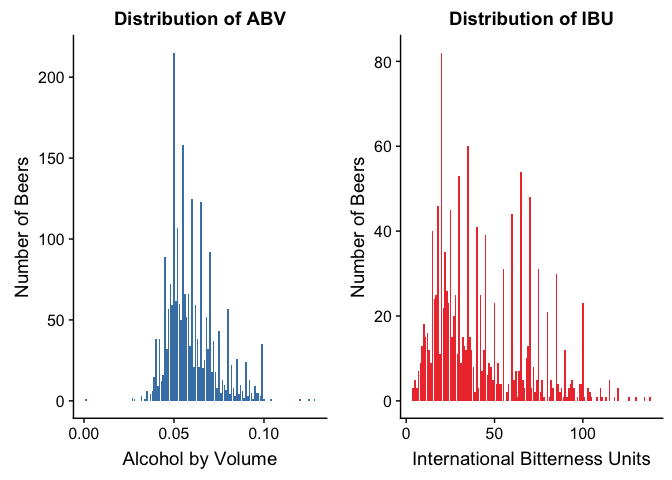 Distribution of ABV
Number of Beers
200
150
100
50
0
0.00 0.05 0.10
Alcohol by Volume
Distribution of IBU
Number of Beers
80
60
40
20
0
0 50 100
International Bitterness Units